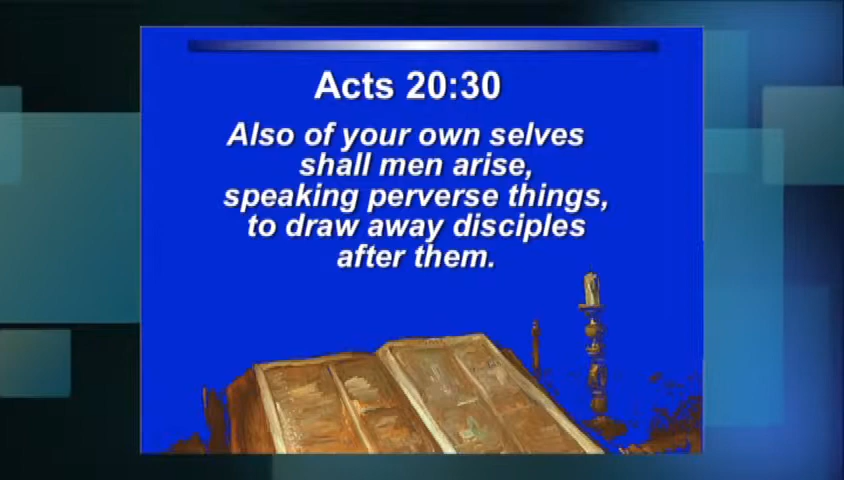 Acts 20:30
Also of your own selves
shall men arise,
speaking perverse things,
to draw away disciples
after them.